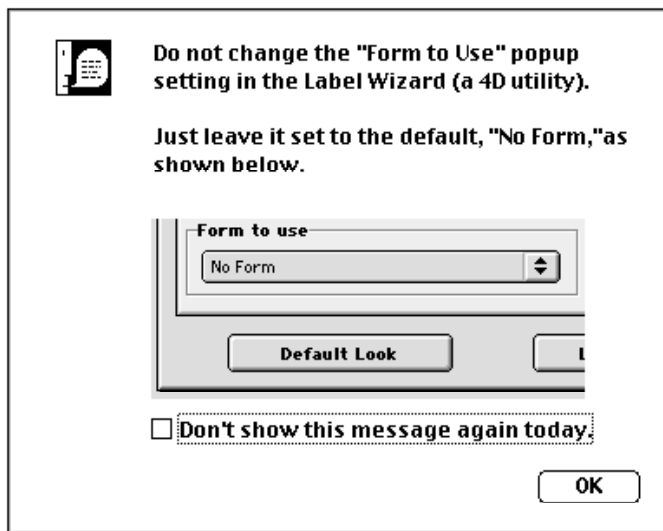 Do not change the "Form to Use" popup
setting in the Label Wizard (a 4D utility).
Just leave it set to the default, "No Form,"as
shown below.
Form to use
No Form
Default Look
Don't show this message again today.
OK